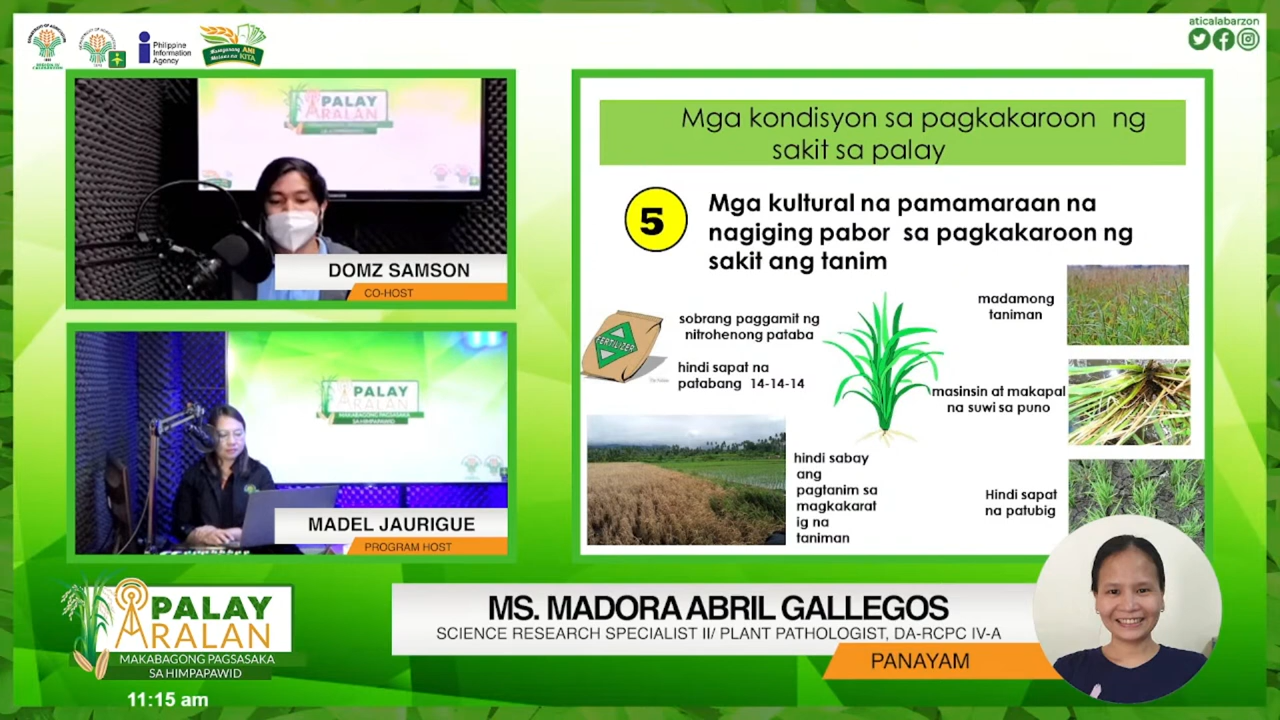 Philippine
Information
Agency
Masaganang ANI
Mataas na KITA
aticalabarzon
PALAY
ARALAN
DOMZ SAMSON
CO-HOST
PALAY
ARALAN
MAKABAGONG PAGSASAKA
SA HIMPAPAWID
MADEL JAURIGUE
PROGRAM HOST
Mga kondisyon sa pagkakaroon ng
sakit sa palay
5
Mga kultural na pamamaraan na
nagiging pabor sa pagkakaroon ng
sakit ang tanim
FERTILIZER
sobrang paggamit ng
nitrohenong pataba
hindi sapat na
patabang 14-14-14
hindi sabay
ang
pagtanim sa
magkakarat
ig na
taniman
madamong
taniman
masinsin at makapal
na suwi sa puno
Hindi sapat
na patubig
PALAY
ARALAN
MAKABAGONG PAGSASAKA
SA HIMPAPAWID
11:15 am
MS. MADORA ABRIL GALLEGOS
SCIENCE RESEARCH SPECIALIST II/ PLANT PATHOLOGIST, DA-RCPC IV-A
PANAYAM